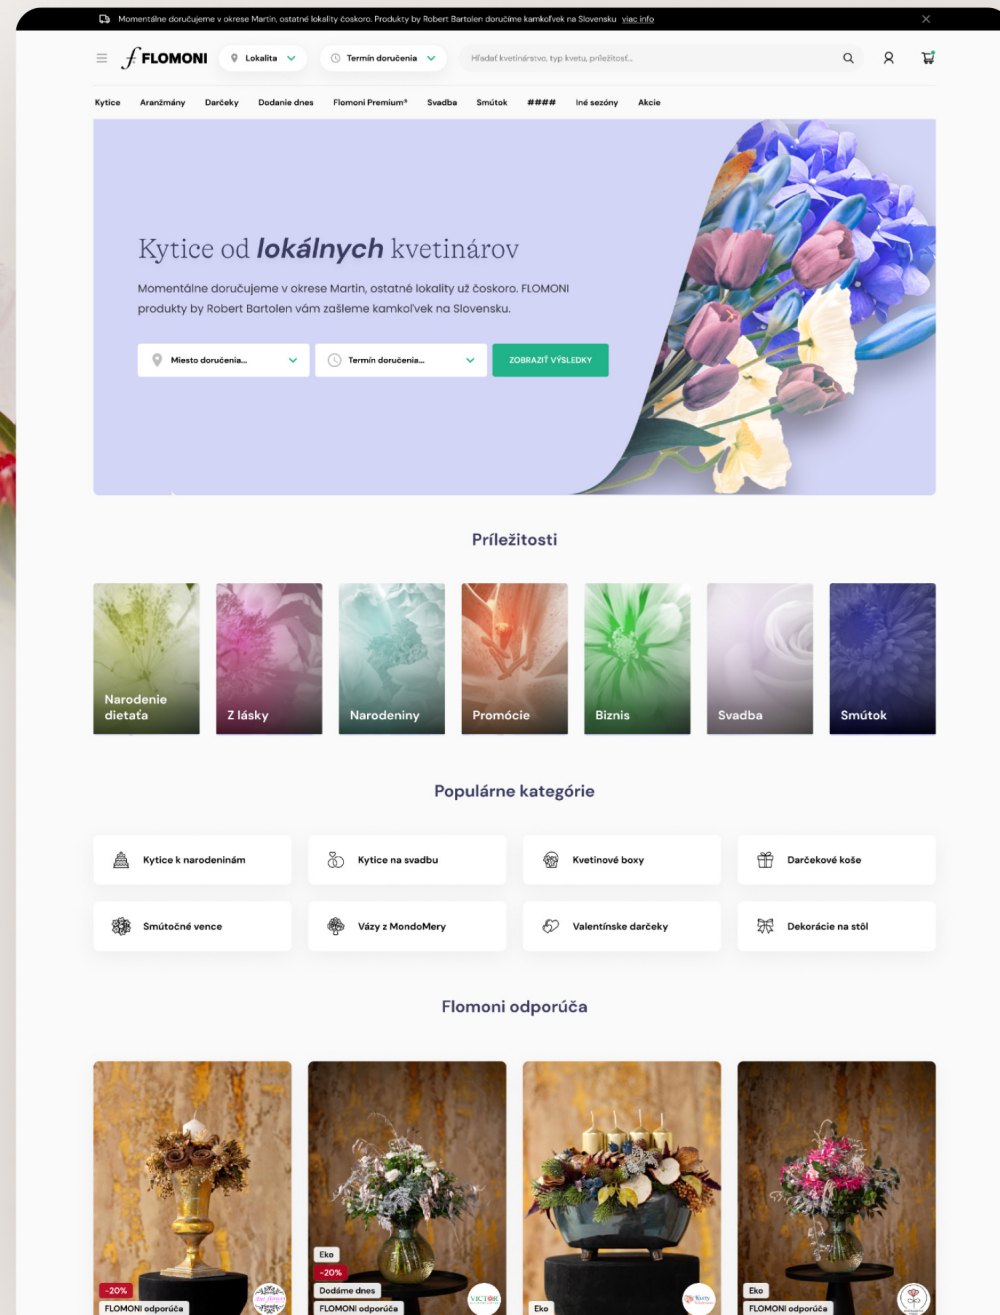 Momentálne doručujeme v okrese Martin, ostatné lokality čoskoro. Produkty by Robert Bartolen doručíme kamkoľvek na Slovensku viac info
FLOMONI
Lokalita
Termín doručenia
Hľadať kvetinárstvo, typ kvetu, príležitosť...
Kytice Aranžmány Darčeky Dodanie dnes Flomoni Premium® Svadba Smútok #### Iné sezóny Akcie
Kytice od lokálnych kvetinárov
Momentálne doručujeme v okrese Martin, ostatné lokality už čoskoro. FLOMONI
produkty by Robert Bartolen vám zašleme kamkoľvek na Slovensku.
Miesto doručenia... Termín doručenia... ZOBRAZIŤ VÝSLEDKY
Príležitosti
Narodenie
dieťaťa
Z lásky
Narodeniny
Promócie
Biznis
Svadba
Smútok
Populárne kategórie
Kytice k narodeninám
Kytice na svadbu
Kvetinové boxy
Darčekové koše
Smútočné vence
Vázy z MondoMery
Valentínske darčeky
Dekorácie na stôl
Flomoni odporúča
-20%
FLOMONI odporúča
Eko
-20%
Dodáme dnes
FLOMONI odporúča
VICTOR
Eko
Kvety
Eko
FLOMONI odporúča